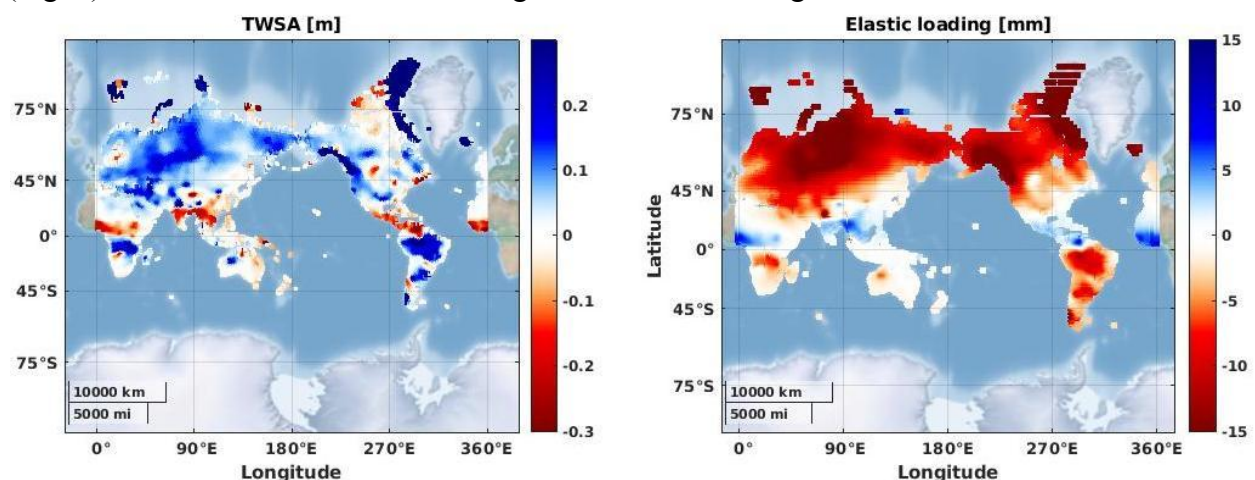 TWSA [m]
75°N
45°N
0°
45°S
75°S
10000 km
5000 mi
0°
90°E
180°E
270°E
360°E
Longitude
0.2
0.1
0
-0.1
-0.2
-0.3
Elastic loading [mm]
Latitude
75°N
45°N
0°
45°S
75°S
10000 km
5000 mi
0°
90°E
180°E
270°E
360°E
Longitude
15
10
5
0
-5
-10
-15